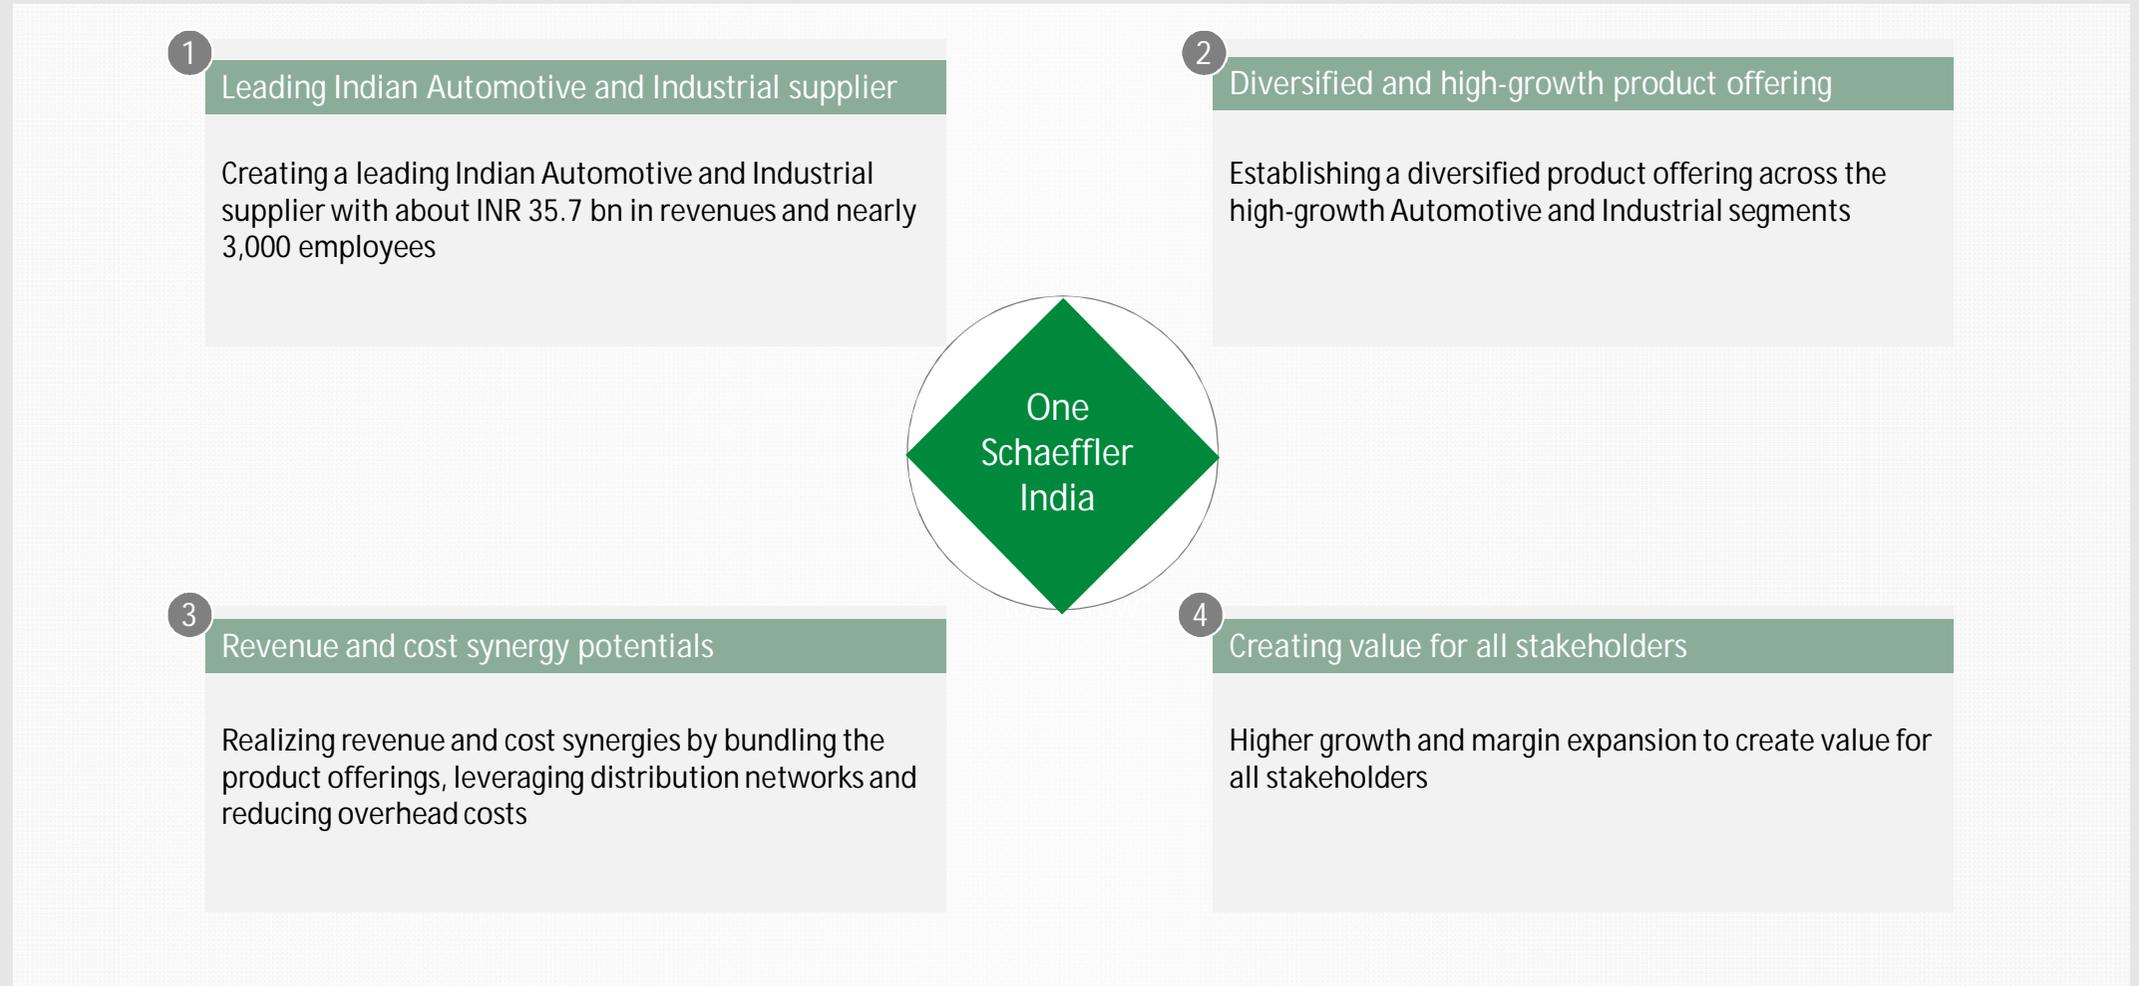 1
Leading Indian Automotive and Industrial supplier
Creating a leading Indian Automotive and Industrial
supplier with about INR 35.7 bn in revenues and nearly
3,000 employees
2
Diversified and high-growth product offering
Establishing a diversified product offering across the
high-growth Automotive and Industrial segments
One
Schaeffler
India
3
Revenue and cost synergy potentials
Realizing revenue and cost synergies by bundling the
product offerings, leveraging distribution networks and
reducing overhead costs
4
Creating value for all stakeholders
Higher growth and margin expansion to create value for
all stakeholders